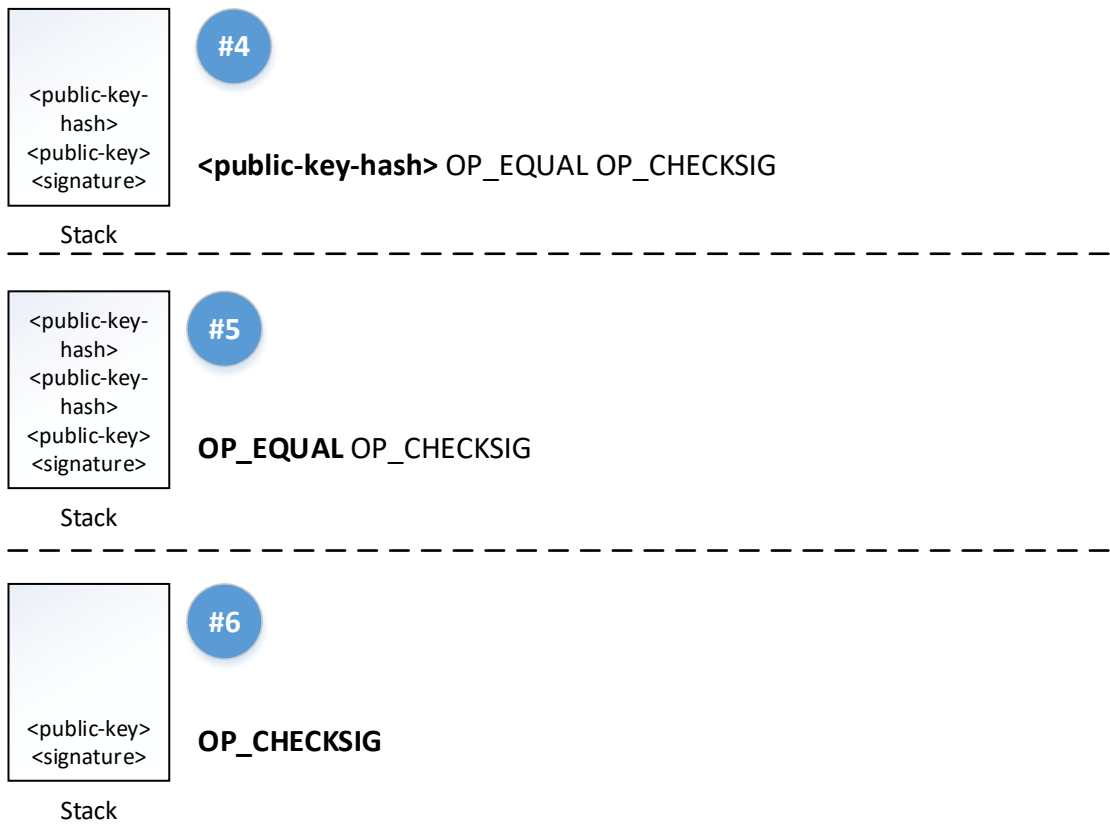 #4
<public-key-
hash>
<public-key>
<signature>
<public-key-hash> OP_EQUAL OP_CHECKSIG
Stack
#5
<public-key-
hash>
<public-key-
hash>
<public-key>
<signature>
OP_EQUAL OP_CHECKSIG
Stack
#6
<public-key>
<signature>
OP_CHECKSIG
Stack